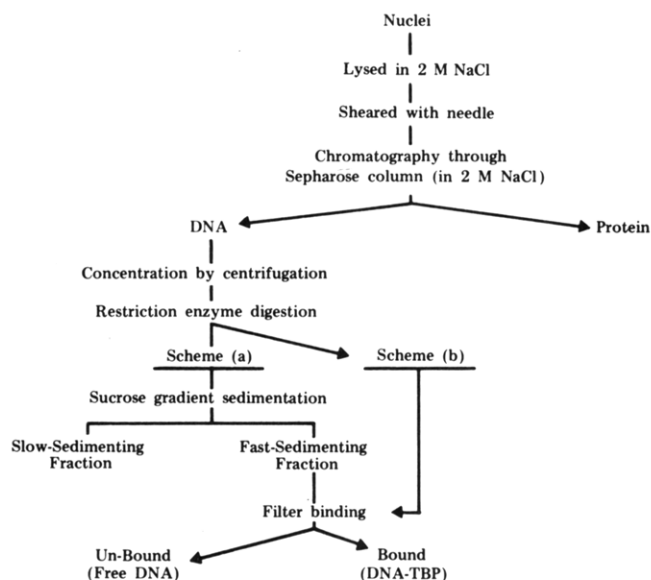 Nuclei
Lysed in 2 M NaCl
Sheared with needle
Chromatography through
Sepharose column (in 2 M NaCl)
DNA
Protein
Concentration by centrifugation
Restriction enzyme digestion
Scheme (a)
Scheme (b)
Sucrose gradient sedimentation
Slow-Sedimenting
Fraction
Fast-Sedimenting
Fraction
Filter binding
Un-Bound
(Free DNA)
Bound
(DNA-TBP)